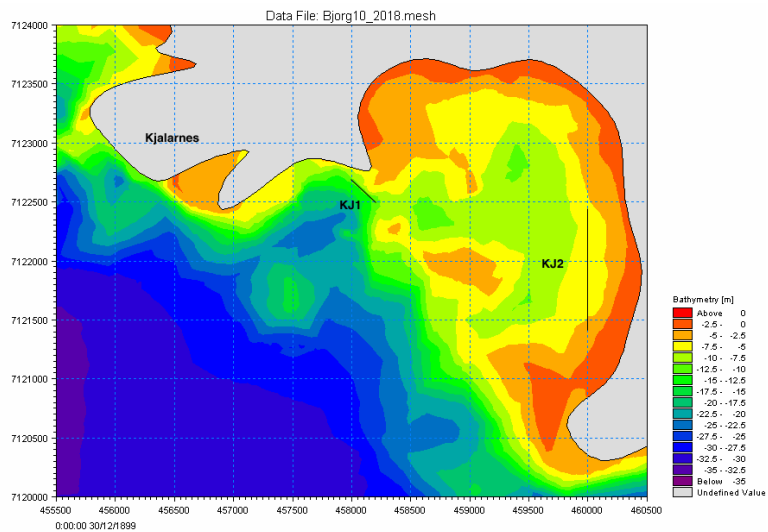 Data File: Bjorg10_2018.mesh
7124000
7123500
7123000
7122500
7122000
7121500
7121000
7120500
7120000
Kjalarnes
KJ1
KJ2
455500 456000 456500 457000 457500 458000 458500 459000 459500 460000 460500
0:00:00 30/12/1899
Bathymetry [m]
Above 0
-2.5 - 0
-5 - -2.5
-7.5 - -5
-10 - -7.5
-12.5 - -10
-15 - -12.5
-17.5 - -15
-20 - -17.5
-22.5 - -20
-25 - -22.5
-27.5 - -25
-30 - -27.5
-32.5 - -30
-35 - -32.5
Below -35
Undefined Value